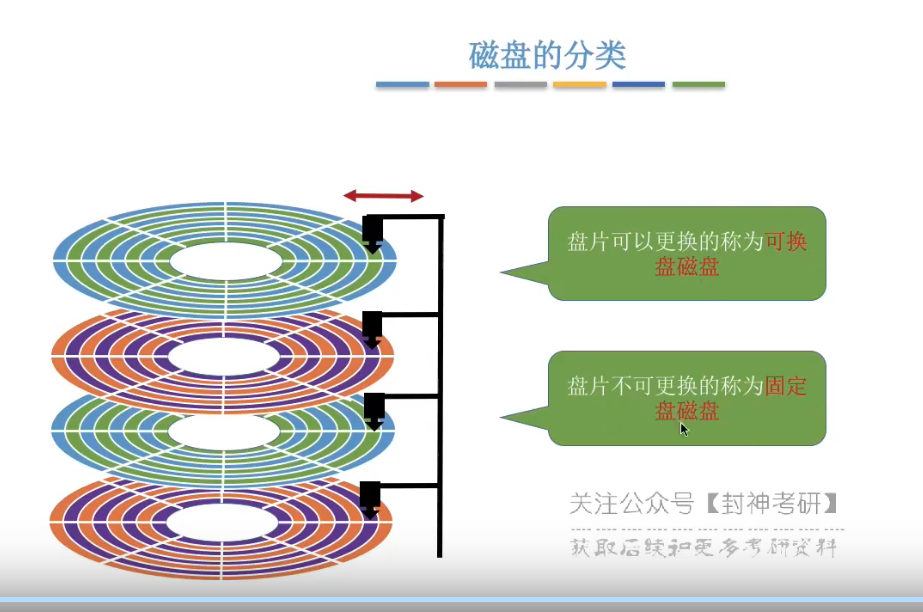 磁盘的分类
盘片可以更换的称为可换
盘磁盘
盘片不可更换的称为固定
盘磁盘
关注公众号【封神考研】
获取后续和更多考研资料